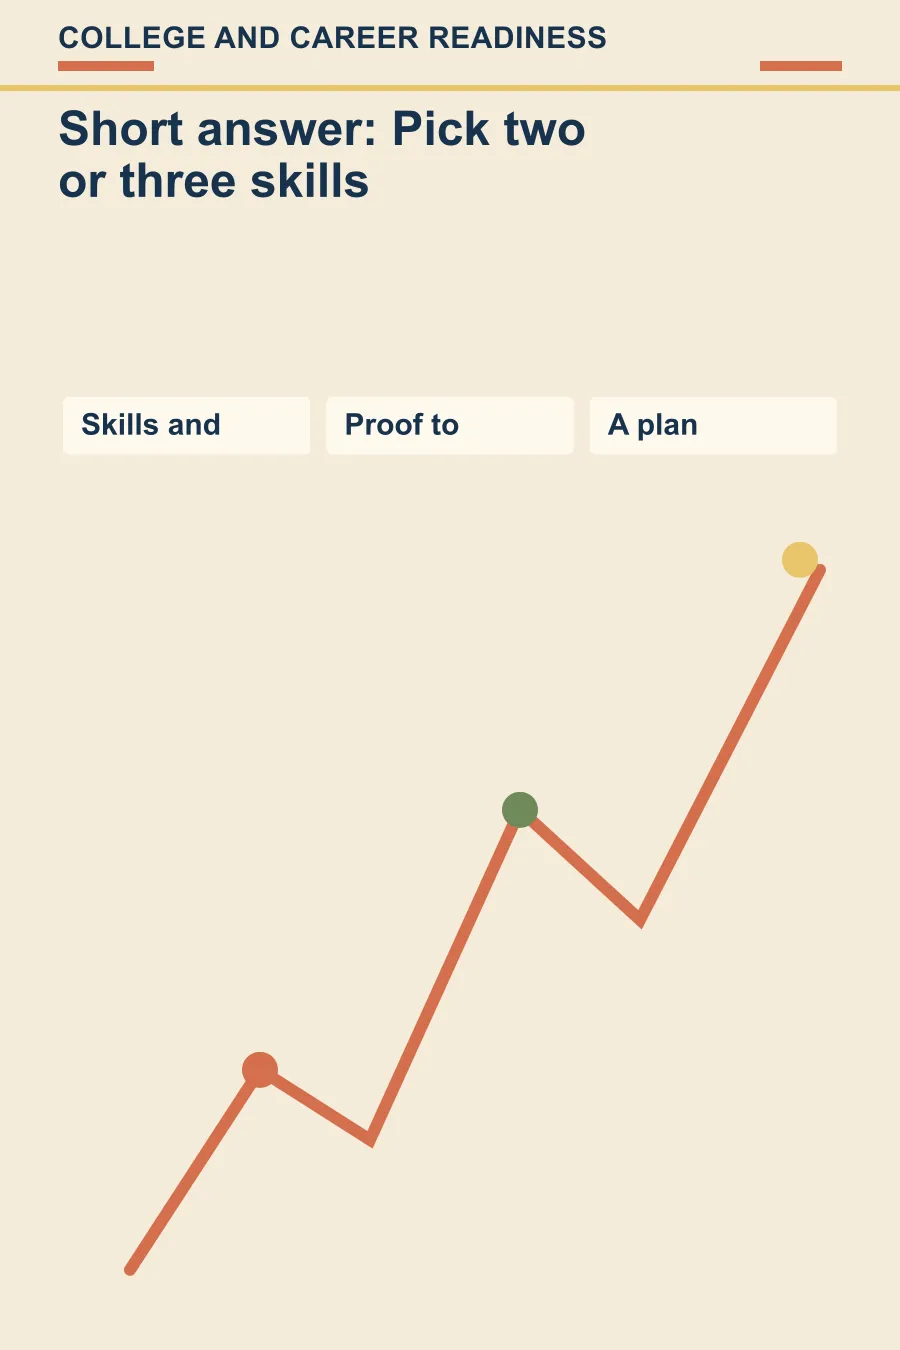 COLLEGE AND CAREER READINESS
Short answer: Pick two
or three skills
Skills and
Proof to
A plan